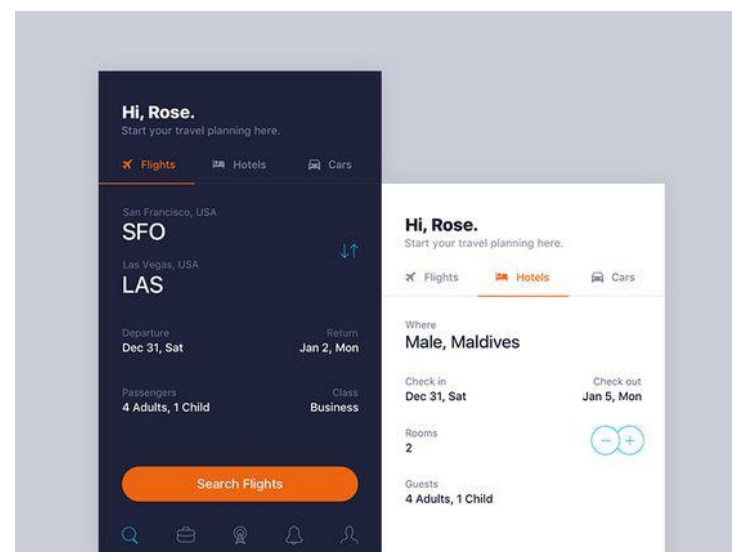 Hi, Rose.
Start your travel planning here.
Flights Hotels Cars
San Francisco, USA
SFO
Las Vegas, USA
LAS
Departure Return
Dec 31, Sat Jan 2, Mon
Passengers Class
4 Adults, 1 Child Business
Search Flights
Hi, Rose.
Start your travel planning here.
Flights Hotels Cars
Where
Male, Maldives
Check in Check out
Dec 31, Sat Jan 5, Mon
Rooms
2
Guests
4 Adults, 1 Child